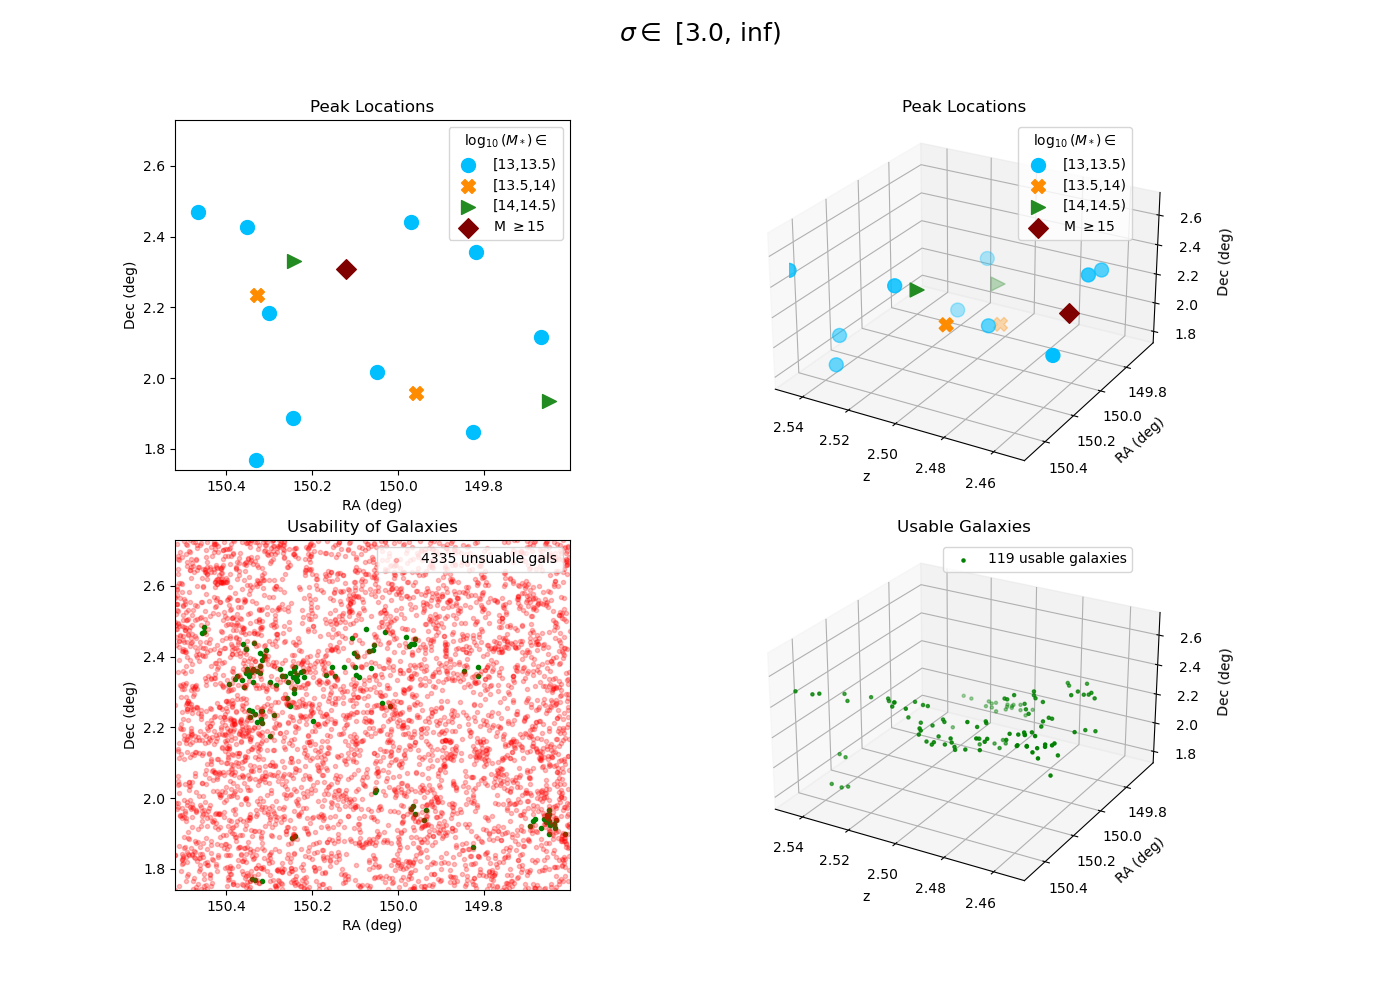 σ ∈ [3.0, inf)
Peak Locations
log₁₀(M*) ∈
[13,13.5)
[13.5,14)
[14,14.5)
M ≥15
2.6
2.4
2.2
2.0
1.8
Dec (deg)
150.4 150.2 150.0 149.8
RA (deg)
Peak Locations
log₁₀(M*) ∈
[13,13.5)
[13.5,14)
[14,14.5)
M ≥15
2.6
2.4
2.2
2.0
1.8
Dec (deg)
149.8
150.0
150.2
150.4
RA (deg)
2.54
2.52
2.50
2.48
2.46
z
Usability of Galaxies
4335 unsuable gals
2.6
2.4
2.2
2.0
1.8
Dec (deg)
150.4 150.2 150.0 149.8
RA (deg)
Usable Galaxies
119 usable galaxies
2.6
2.4
2.2
2.0
1.8
Dec (deg)
149.8
150.0
150.2
150.4
RA (deg)
2.54
2.52
2.50
2.48
2.46
z